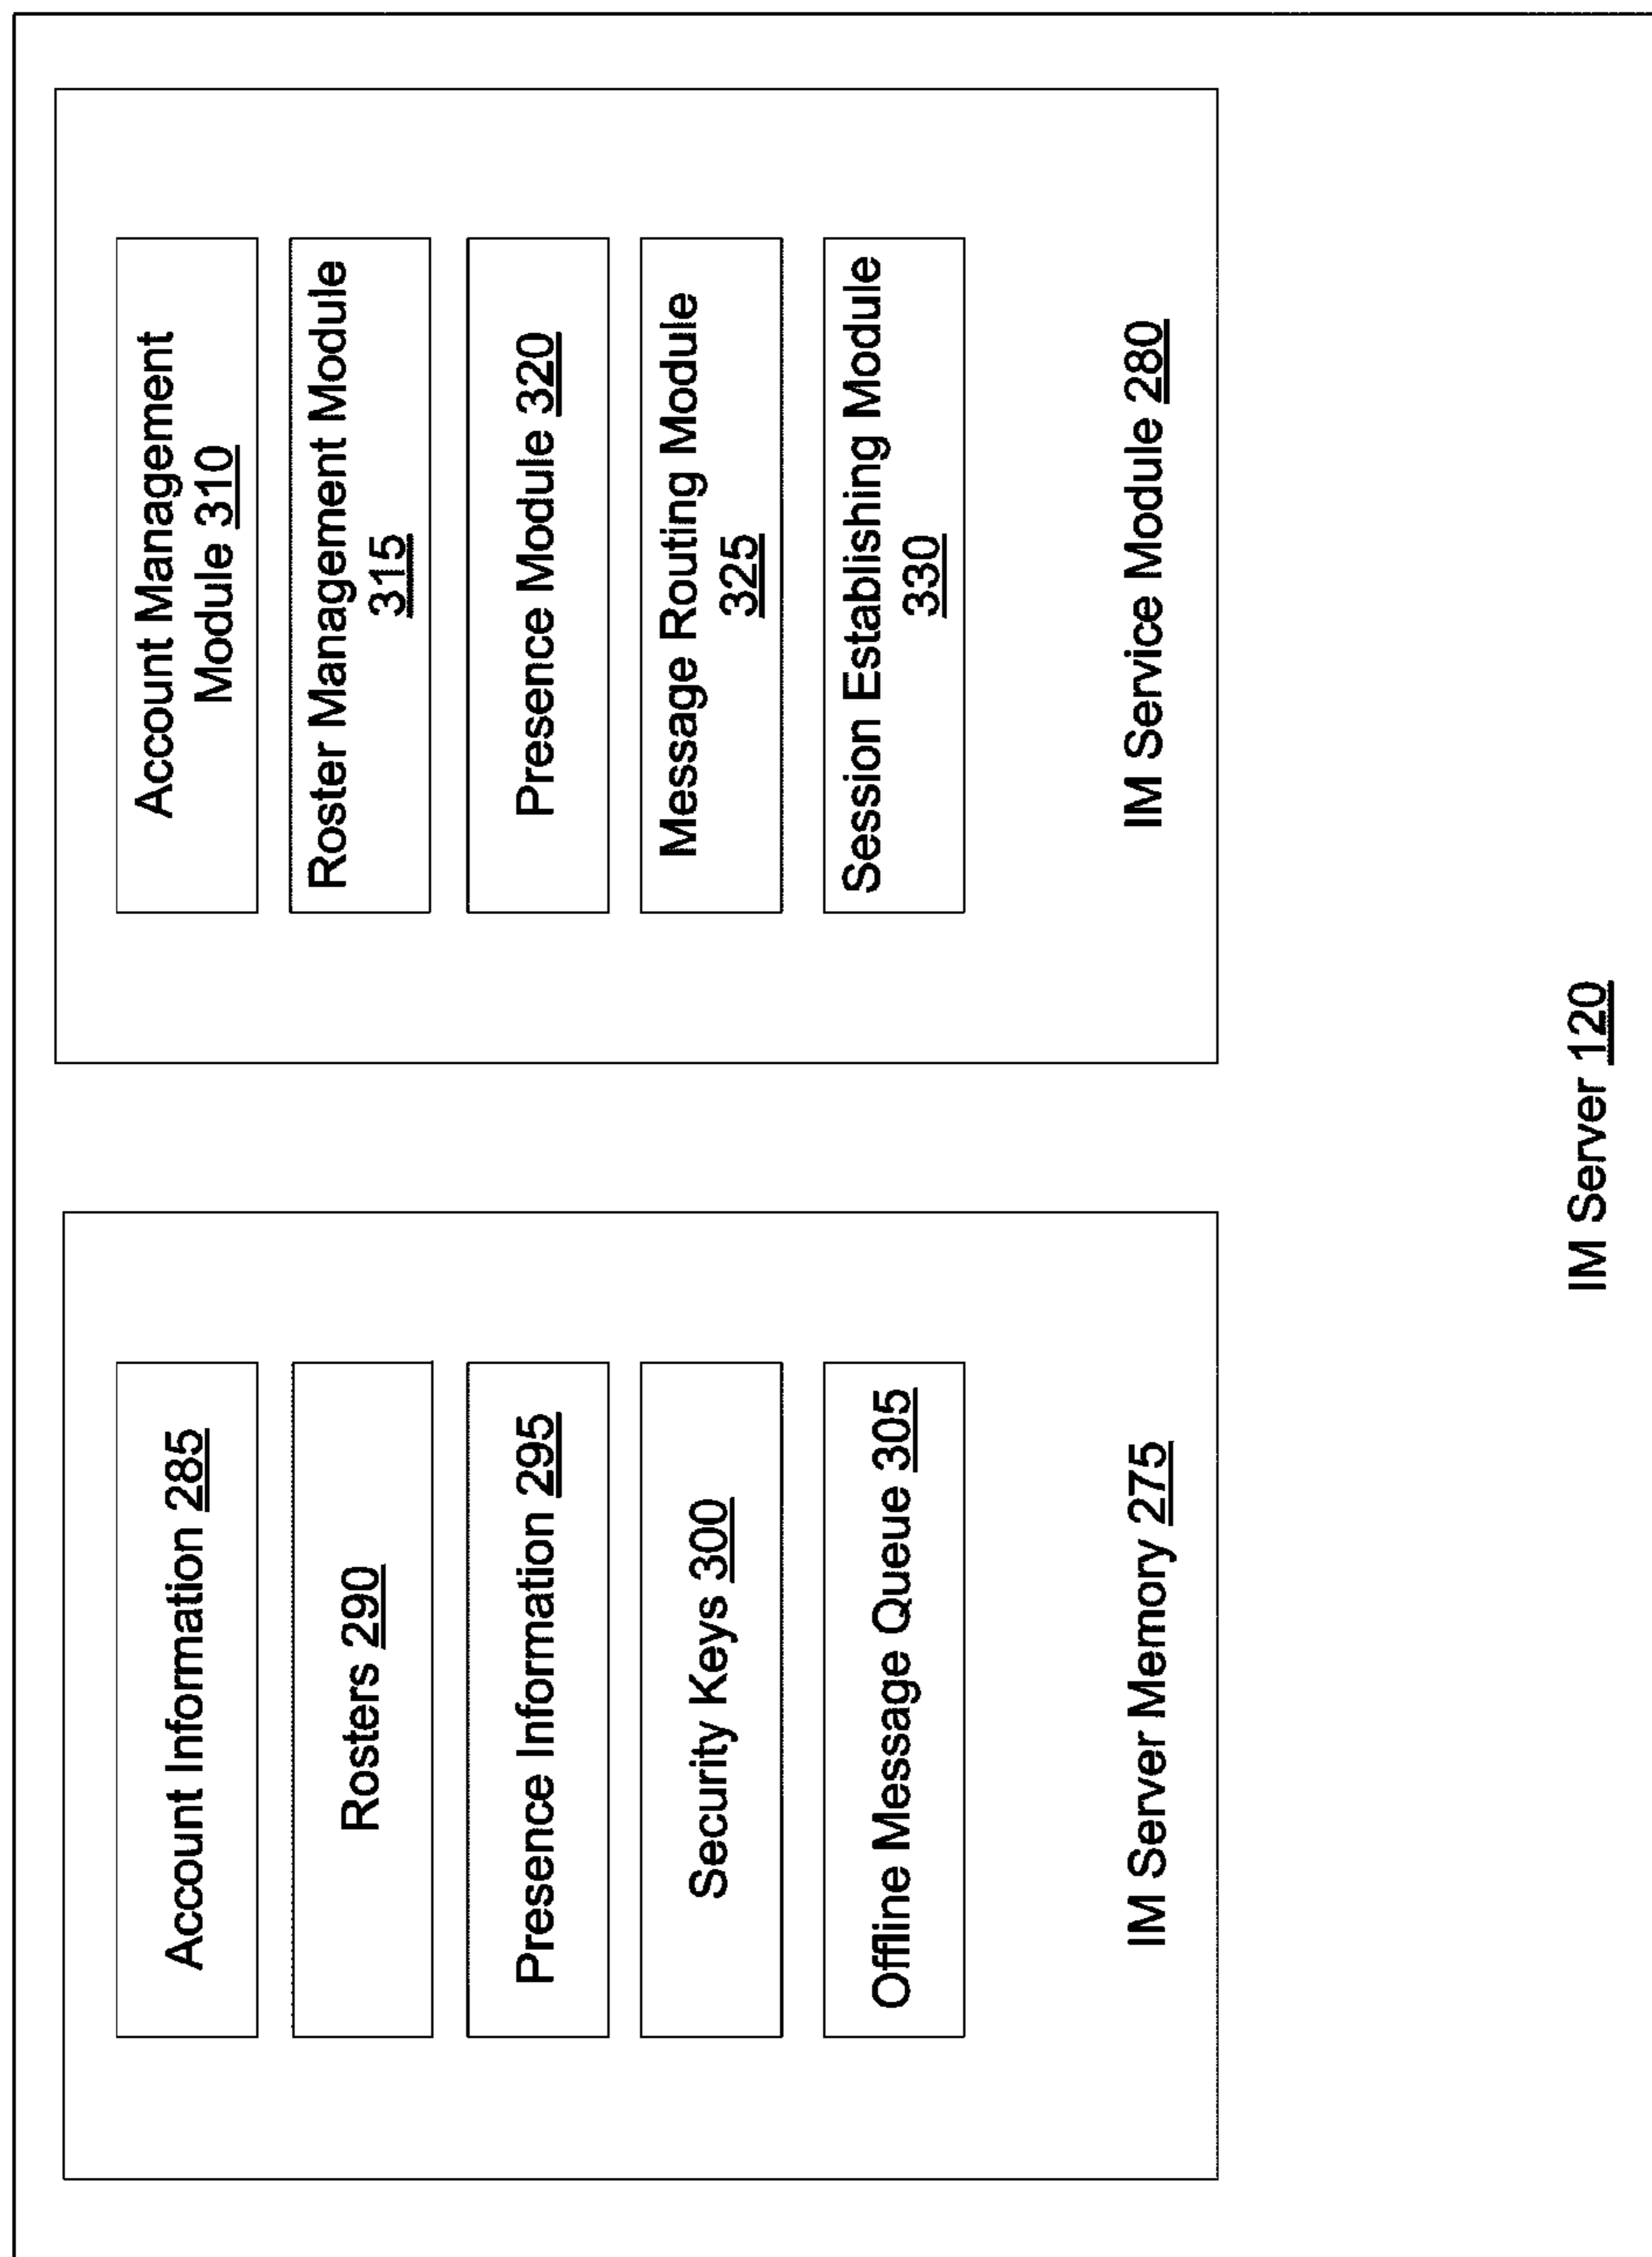 Account Information 285
Rosters 290
Presence Information 295
Security Keys 300
Offline Message Queue 305
IM Server Memory 275
Account Management
Module 310
Roster Management Module
315
Presence Module 320
Message Routing Module
325
Session Establishing Module
330
IM Service Module 280
IM Server 120